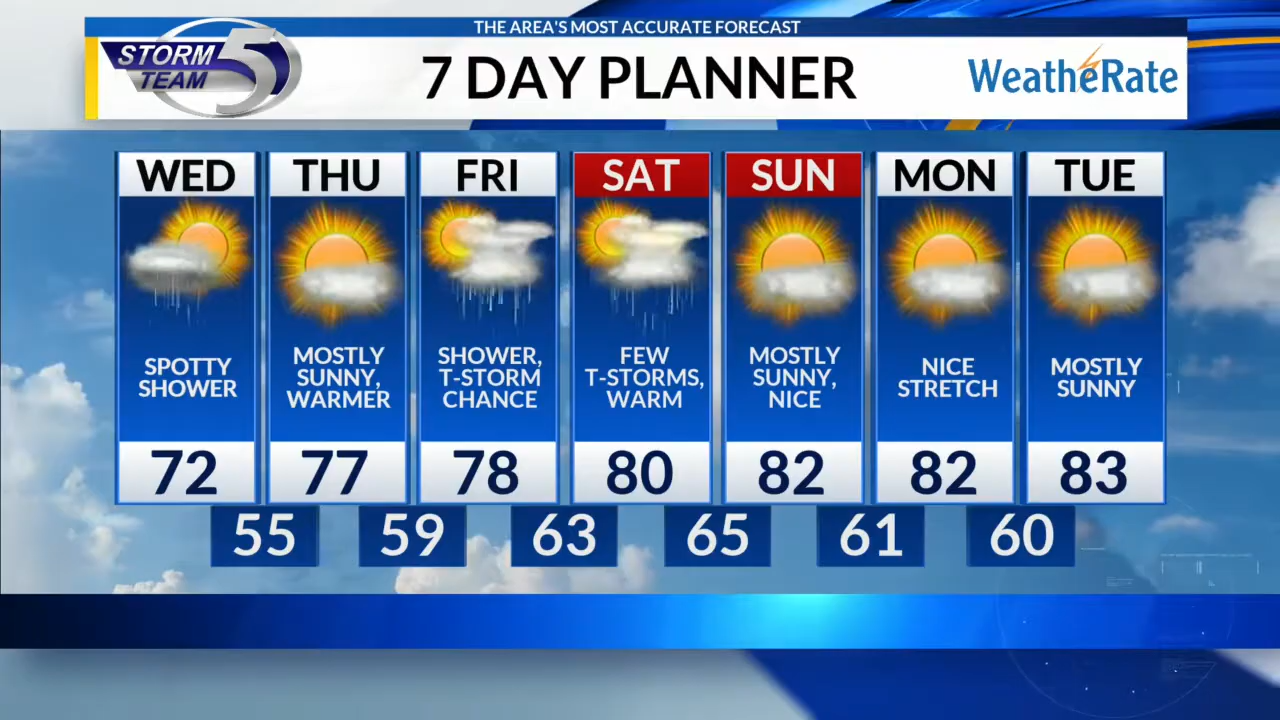 THE AREA'S MOST ACCURATE FORECAST
STORM
TEAM
5
7 DAY PLANNER
WeatheRate
WED
THU
FRI
SAT
SUN
MON
TUE
SPOTTY
SHOWER
MOSTLY
SUNNY,
WARMER
SHOWER,
T-STORM
CHANCE
FEW
T-STORMS,
WARM
MOSTLY
SUNNY,
NICE
NICE
STRETCH
MOSTLY
SUNNY
72
77
78
80
82
82
83
55
59
63
65
61
60